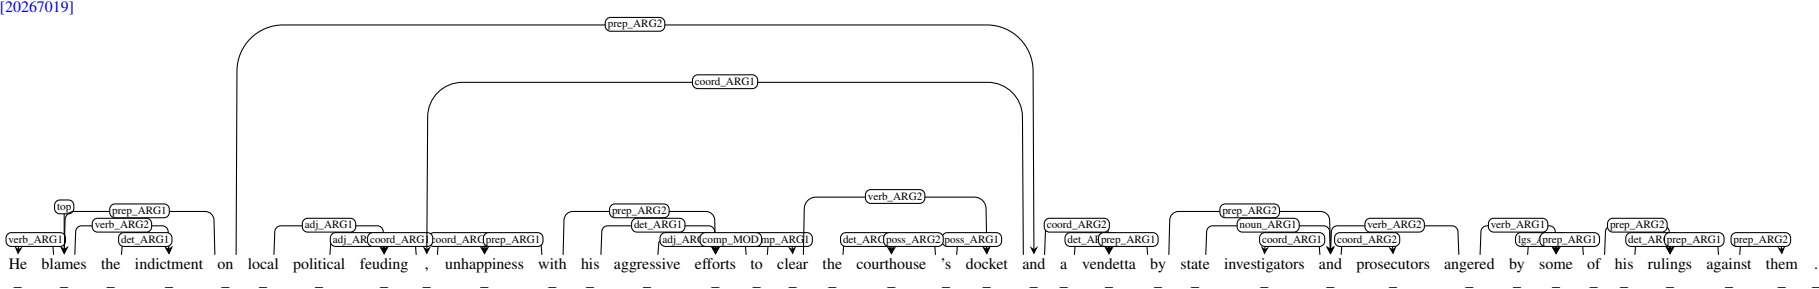 [20267019]
prep_ARG2
coord_ARG1
verb_ARG2
top prep_ARG1 prep_ARG2 prep_ARG2
verb_ARG2 adj_ARG1 det_ARG1 coord_ARG2 noun_ARG1 verb_ARG2 verb_ARG1 prep_ARG2
verb_ARG1 det_ARG1 coord_ARG1 prep_ARG1 comp_MOD poss_ARG2 poss_ARG1 prep_ARG1 coord_ARG1 coord_ARG2 prep_ARG1 prep_ARG1 prep_ARG2
He blames the indictment on local political feuding , unhappiness with his aggressive efforts to clear the courthouse 's docket and a vendetta by state investigators and prosecutors angered by some of his rulings against them .
_ _ _ _ _ _ _ _ _ _ _ _ _ _ _ _ _ _ _ _ _ _ _ _ _ _ _ _ _ _ _ _ _ _ _ _ _